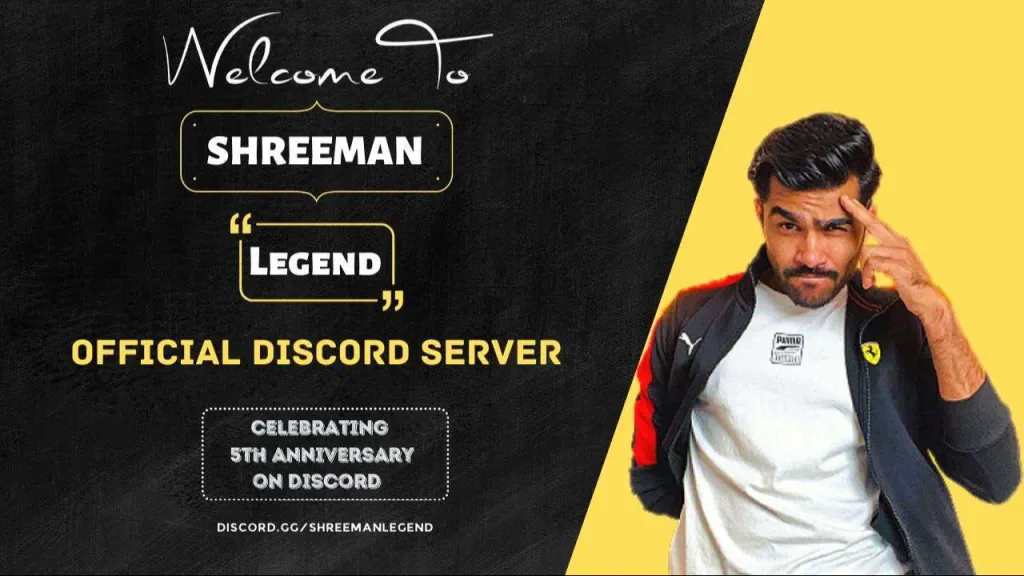 Welcome To
SHREEMAN
“
LEGEND
”
OFFICIAL DISCORD SERVER
CELEBRATING
5TH ANNIVERSARY
ON DISCORD
DISCORD.GG/SHREEMANLEGEND
PUMA